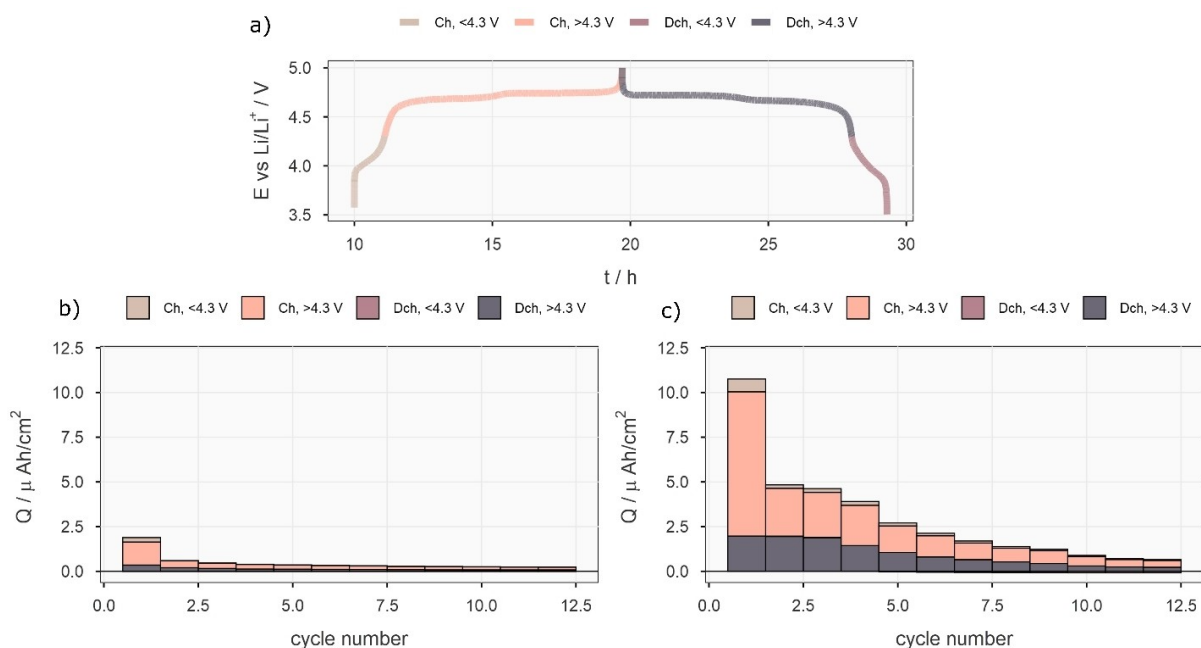 a)
Ch, <4.3 V Ch, >4.3 V Dch, <4.3 V Dch, >4.3 V
E vs Li/Li⁺ / V
5.0
4.5
4.0
3.5
10 15 20 25 30
t / h
b)
Ch, <4.3 V Ch, >4.3 V Dch, <4.3 V Dch, >4.3 V
Q / μ Ah/cm²
12.5
10.0
7.5
5.0
2.5
0.0
0.0 2.5 5.0 7.5 10.0 12.5
cycle number
c)
Ch, <4.3 V Ch, >4.3 V Dch, <4.3 V Dch, >4.3 V
Q / μ Ah/cm²
12.5
10.0
7.5
5.0
2.5
0.0
0.0 2.5 5.0 7.5 10.0 12.5
cycle number